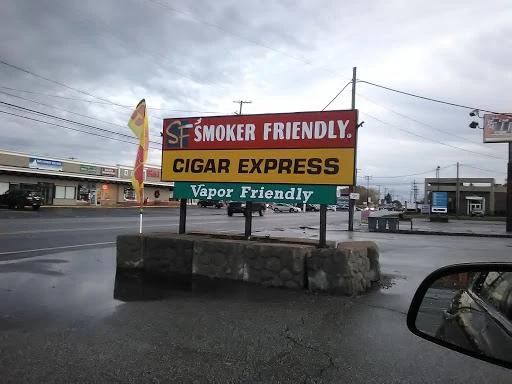 SF SMOKER FRIENDLY®
CIGAR EXPRESS
Vapor Friendly